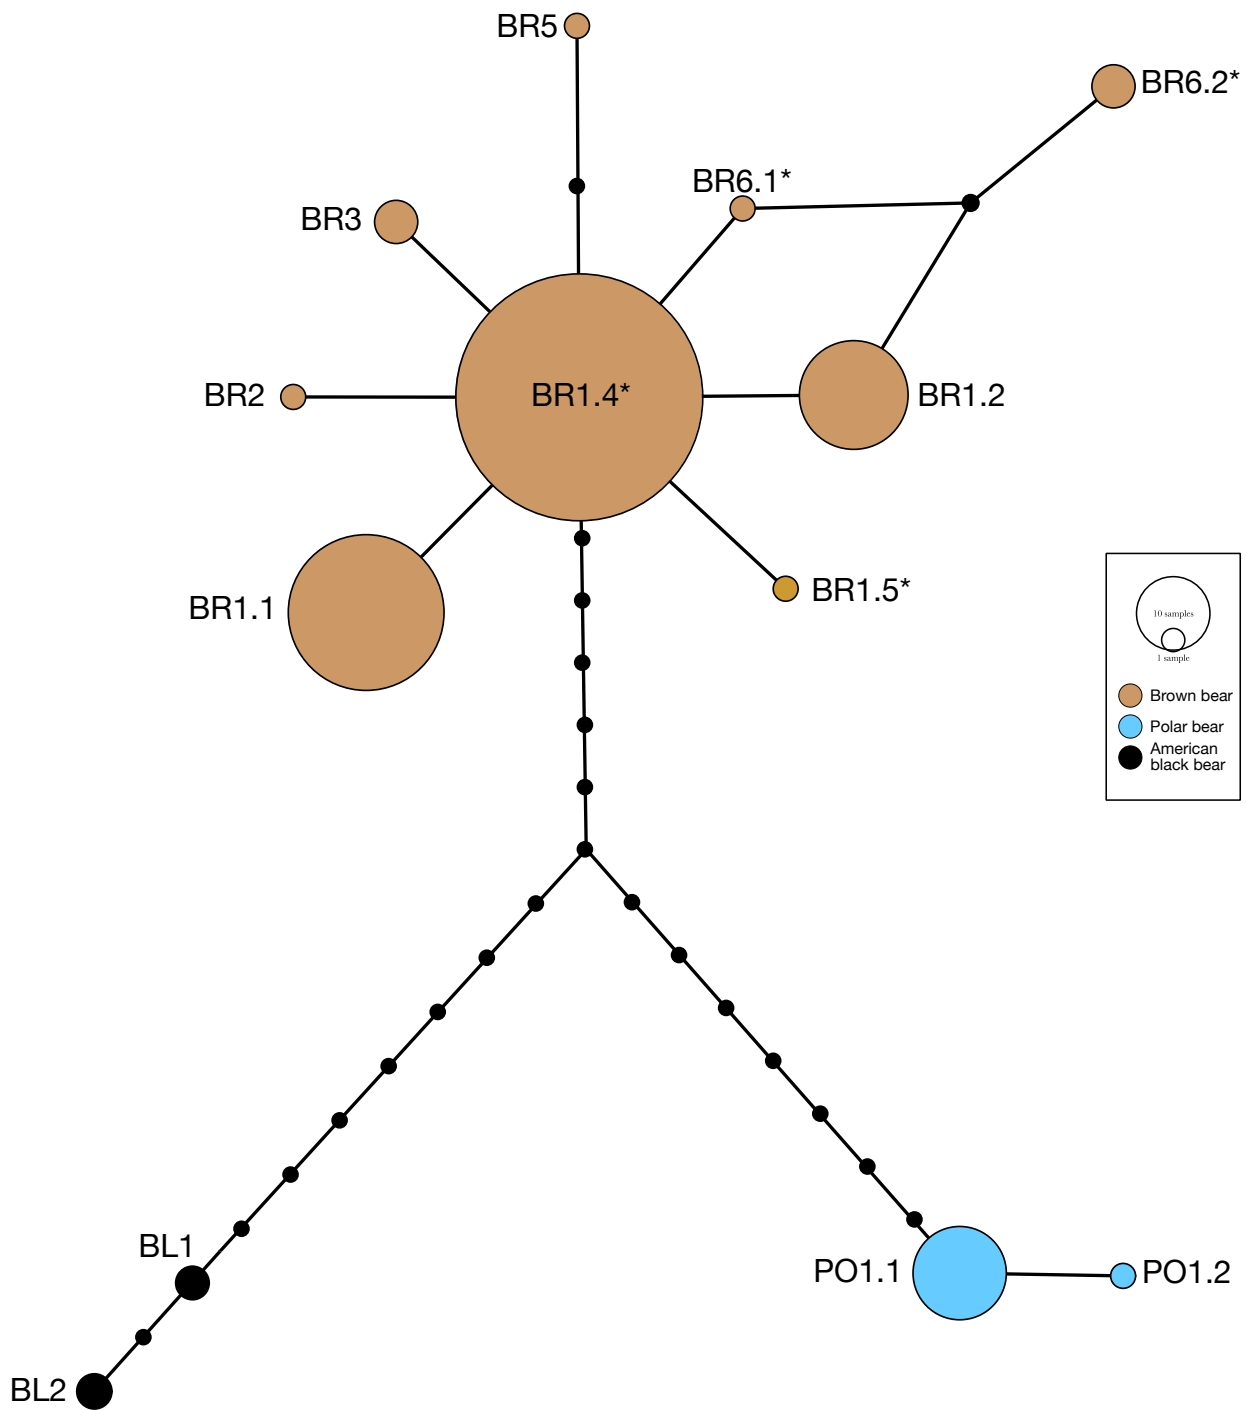 BR5
BR6.2*
BR6.1*
BR3
BR2
BR1.4*
BR1.2
BR1.5*
BR1.1
10 samples
1 sample
Brown bear
Polar bear
American
black bear
BL1
PO1.1
PO1.2
BL2